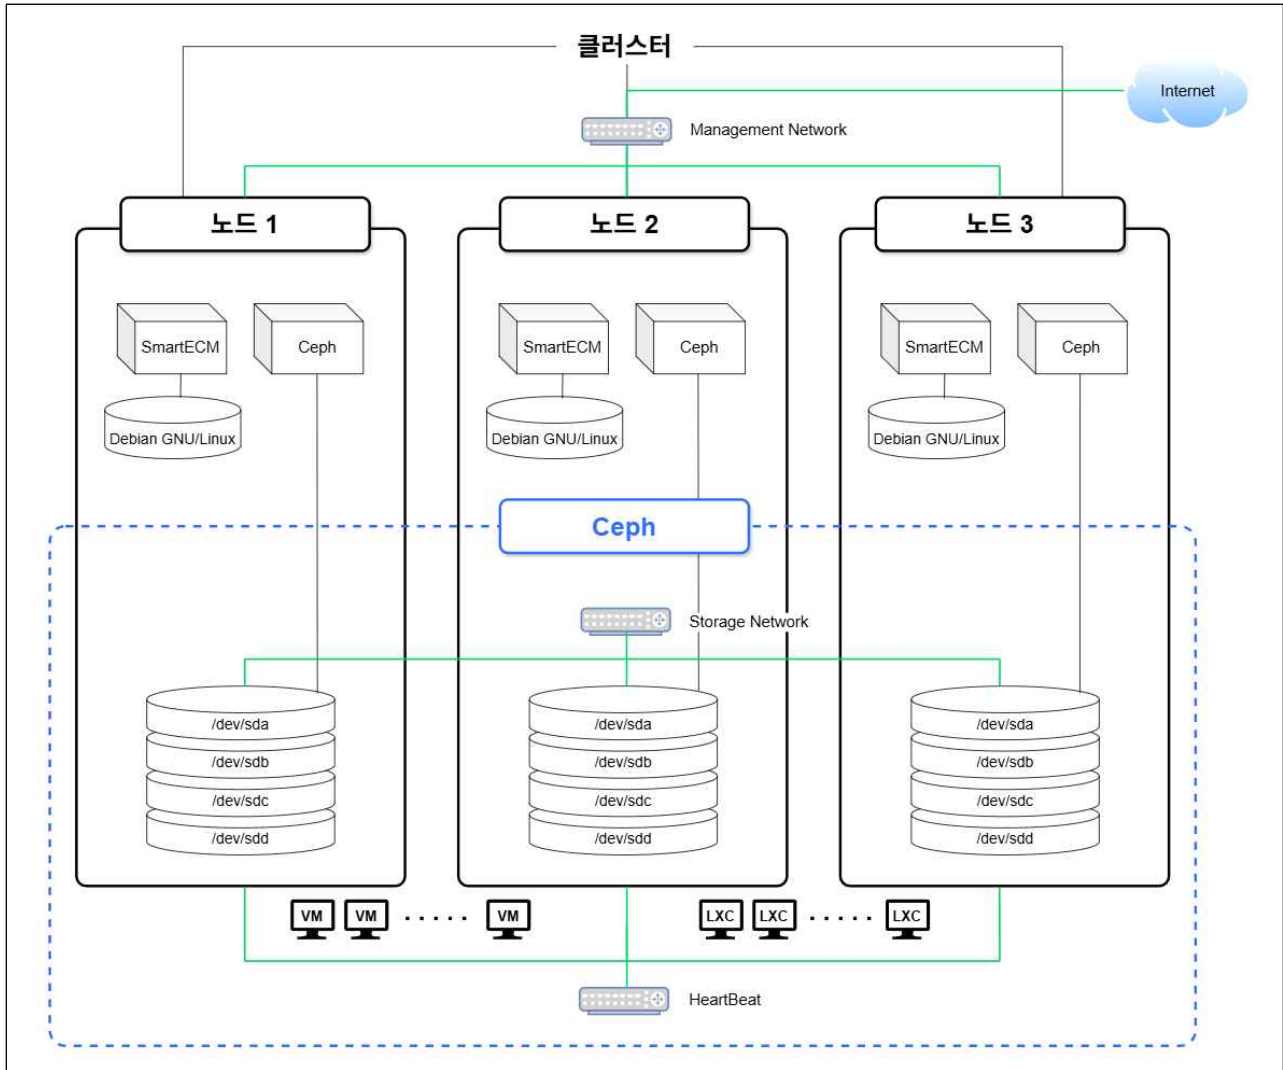 클러스터
Internet
Management Network
노드 1
노드 2
노드 3
SmartECM
Ceph
SmartECM
Ceph
SmartECM
Ceph
Debian GNU/Linux
Debian GNU/Linux
Debian GNU/Linux
Ceph
Storage Network
/dev/sda
/dev/sda
/dev/sda
/dev/sdb
/dev/sdb
/dev/sdb
/dev/sdc
/dev/sdc
/dev/sdc
/dev/sdd
/dev/sdd
/dev/sdd
VM VM ..... VM
LXC LXC ..... LXC
HeartBeat